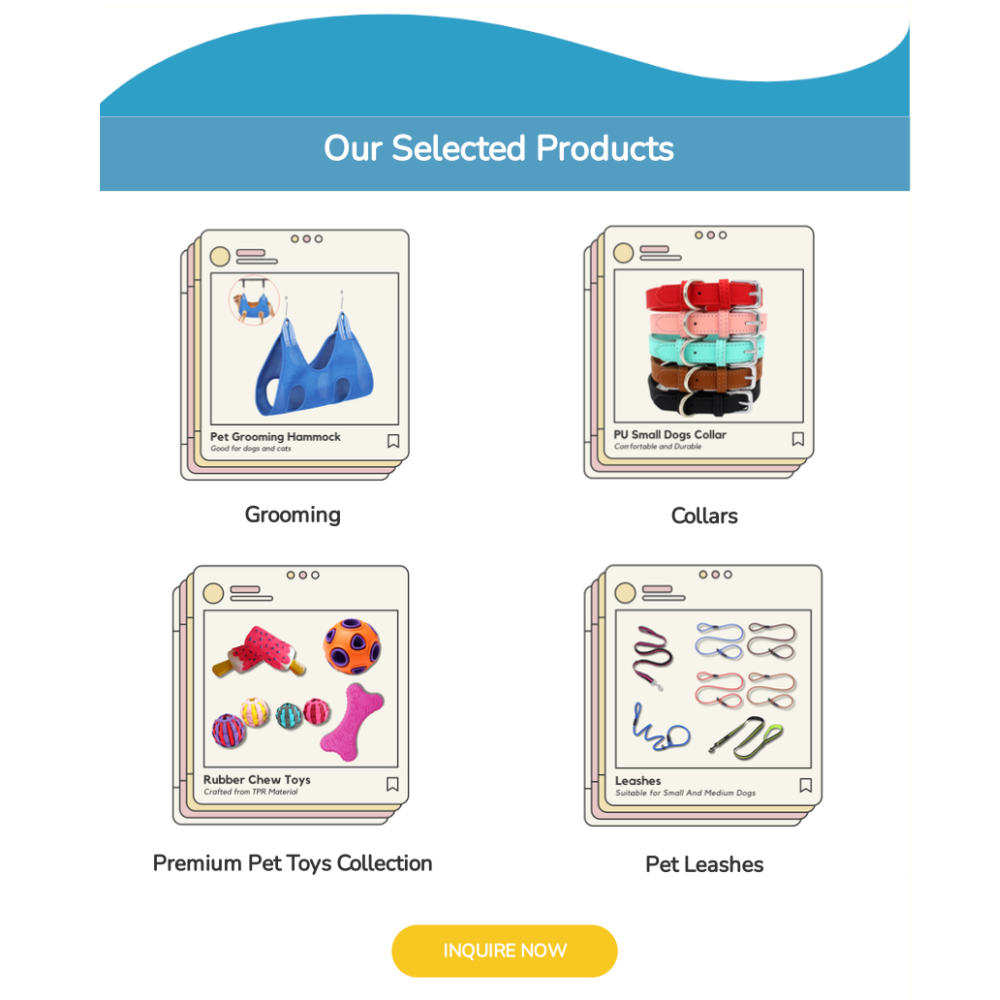 Our Selected Products
Pet Grooming Hammock
Good for dogs and cats
Grooming
PU Small Dogs Collar
Comfortable and Durable
Collars
Rubber Chew Toys
Crafted from TPR Material
Premium Pet Toys Collection
Leashes
Suitable for Small And Medium Dogs
Pet Leashes
INQUIRE NOW